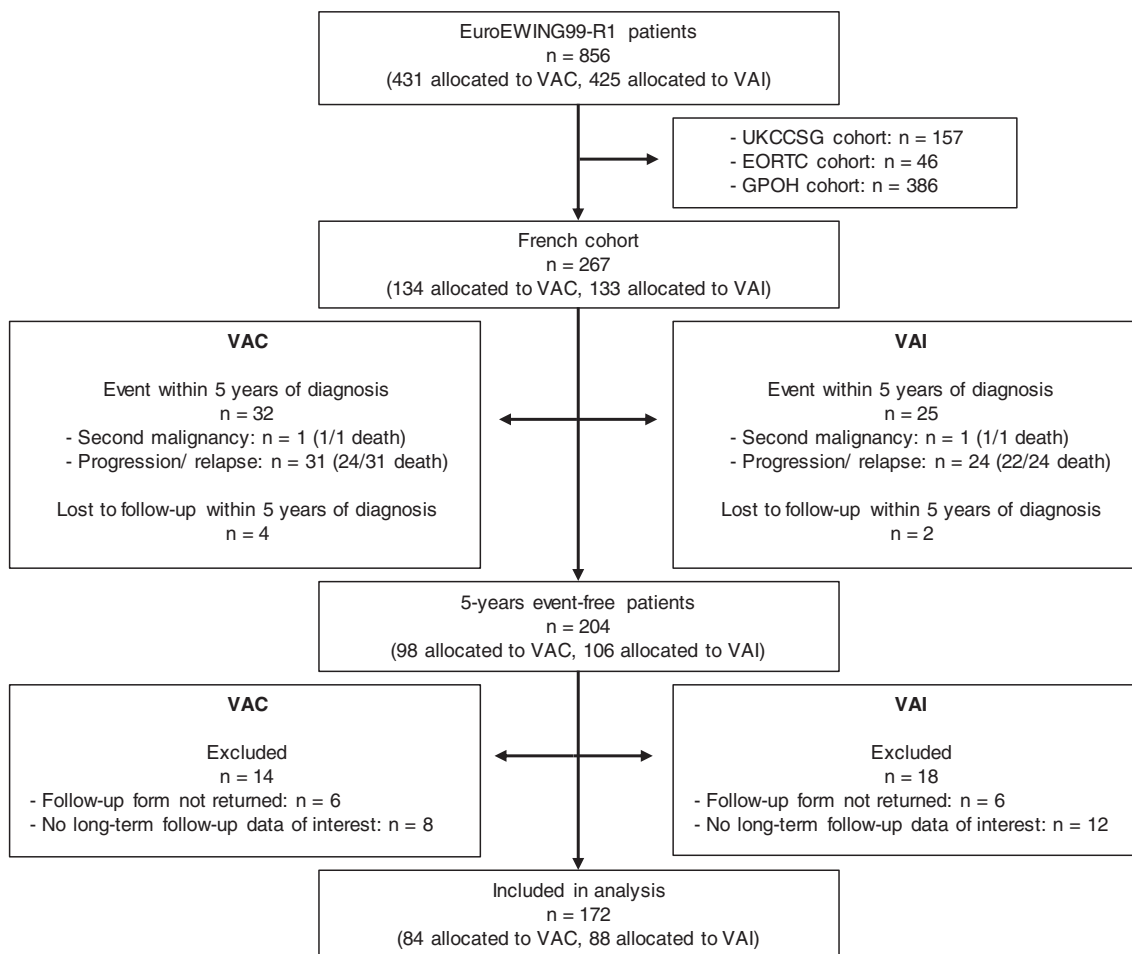 EuroEWING99-R1 patients
n = 856
(431 allocated to VAC, 425 allocated to VAI)
- UKCCSG cohort: n = 157
- EORTC cohort: n = 46
- GPOH cohort: n = 386
French cohort
n = 267
(134 allocated to VAC, 133 allocated to VAI)
VAC
Event within 5 years of diagnosis
n = 32
- Second malignancy: n = 1 (1/1 death)
- Progression/ relapse: n = 31 (24/31 death)
Lost to follow-up within 5 years of diagnosis
n = 4
VAI
Event within 5 years of diagnosis
n = 25
- Second malignancy: n = 1 (1/1 death)
- Progression/ relapse: n = 24 (22/24 death)
Lost to follow-up within 5 years of diagnosis
n = 2
5-years event-free patients
n = 204
(98 allocated to VAC, 106 allocated to VAI)
VAC
Excluded
n = 14
- Follow-up form not returned: n = 6
- No long-term follow-up data of interest: n = 8
VAI
Excluded
n = 18
- Follow-up form not returned: n = 6
- No long-term follow-up data of interest: n = 12
Included in analysis
n = 172
(84 allocated to VAC, 88 allocated to VAI)